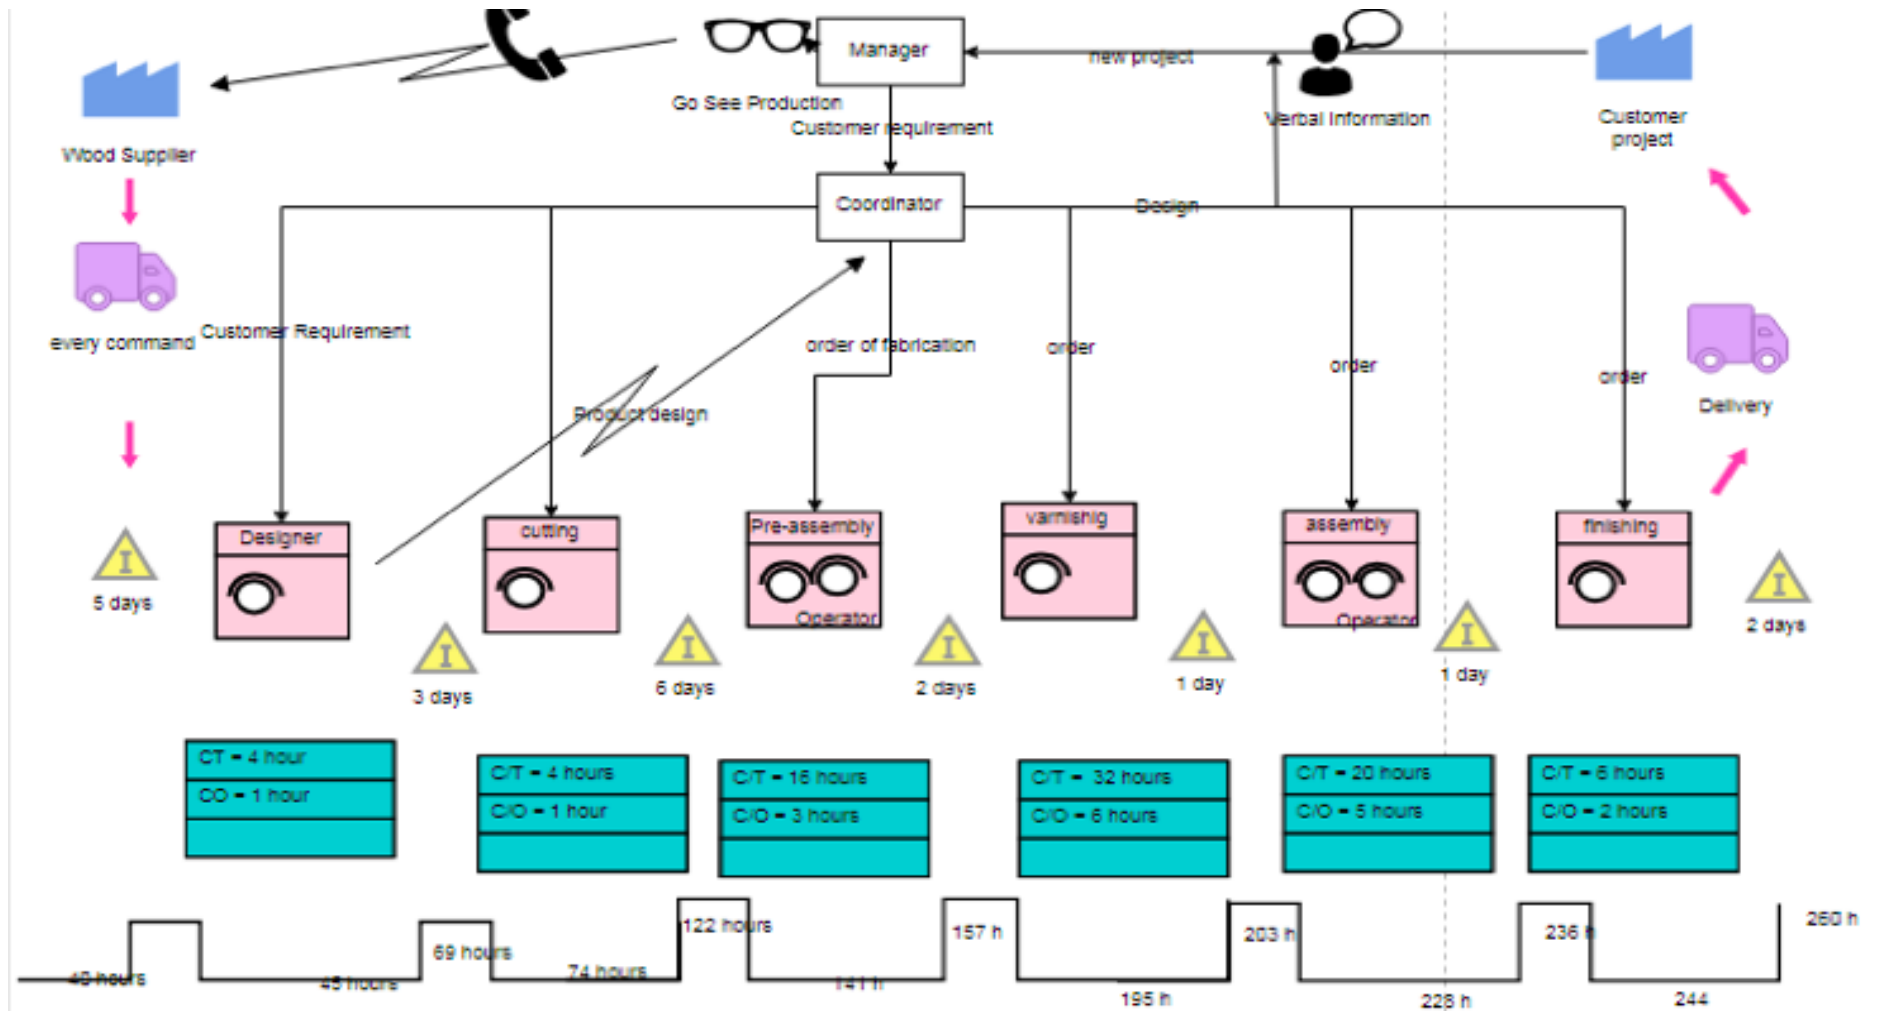 Manager
new project
Go See Production
Customer requirement
Verbal Information
Customer
project
Wood Supplier
Coordinator
Design
every command
Customer Requirement
order of fabrication
order
order
order
Product design
Delivery
Designer
cutting
Pre-assembly
varnishig
assembly
finishing
Operator
Operator
I
5 days
I
3 days
I
6 days
I
2 days
I
1 day
I
1 day
I
2 days
CT = 4 hour
CO = 1 hour
C/T = 4 hours
C/O = 1 hour
C/T = 16 hours
C/O = 3 hours
C/T = 32 hours
C/O = 6 hours
C/T = 20 hours
C/O = 5 hours
C/T = 6 hours
C/O = 2 hours
hours
hours
69 hours
74 hours
122 hours
141 h
157 h
195 h
203 h
228 h
236 h
244
260 h